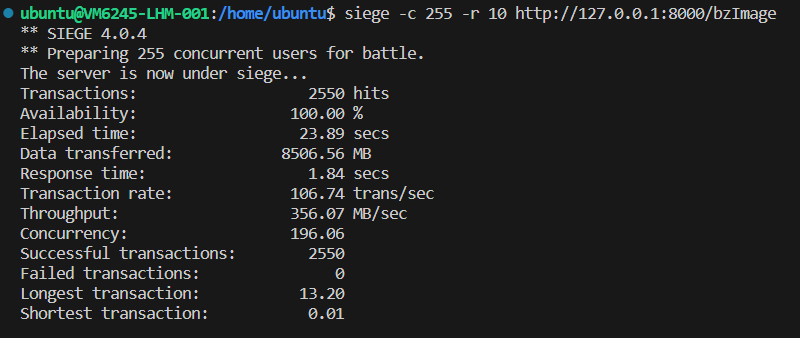 ubuntu@VM6245-LHM-001:/home/ubuntu$ siege -c 255 -r 10 http://127.0.0.1:8000/bzImage
** SIEGE 4.0.4
** Preparing 255 concurrent users for battle.
The server is now under siege...
Transactions: 2550 hits
Availability: 100.00 %
Elapsed time: 23.89 secs
Data transferred: 8506.56 MB
Response time: 1.84 secs
Transaction rate: 106.74 trans/sec
Throughput: 356.07 MB/sec
Concurrency: 196.06
Successful transactions: 2550
Failed transactions: 0
Longest transaction: 13.20
Shortest transaction: 0.01